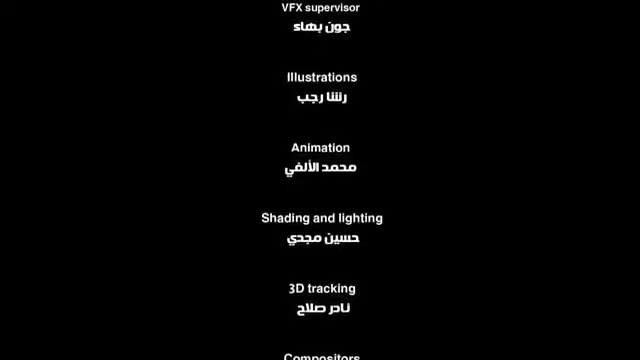 VFX supervisor
جون بهاء
Illustrations
رشا رجب
Animation
محمد الألفي
Shading and lighting
حسين مجدي
3D tracking
نادر صلاح
Compositors